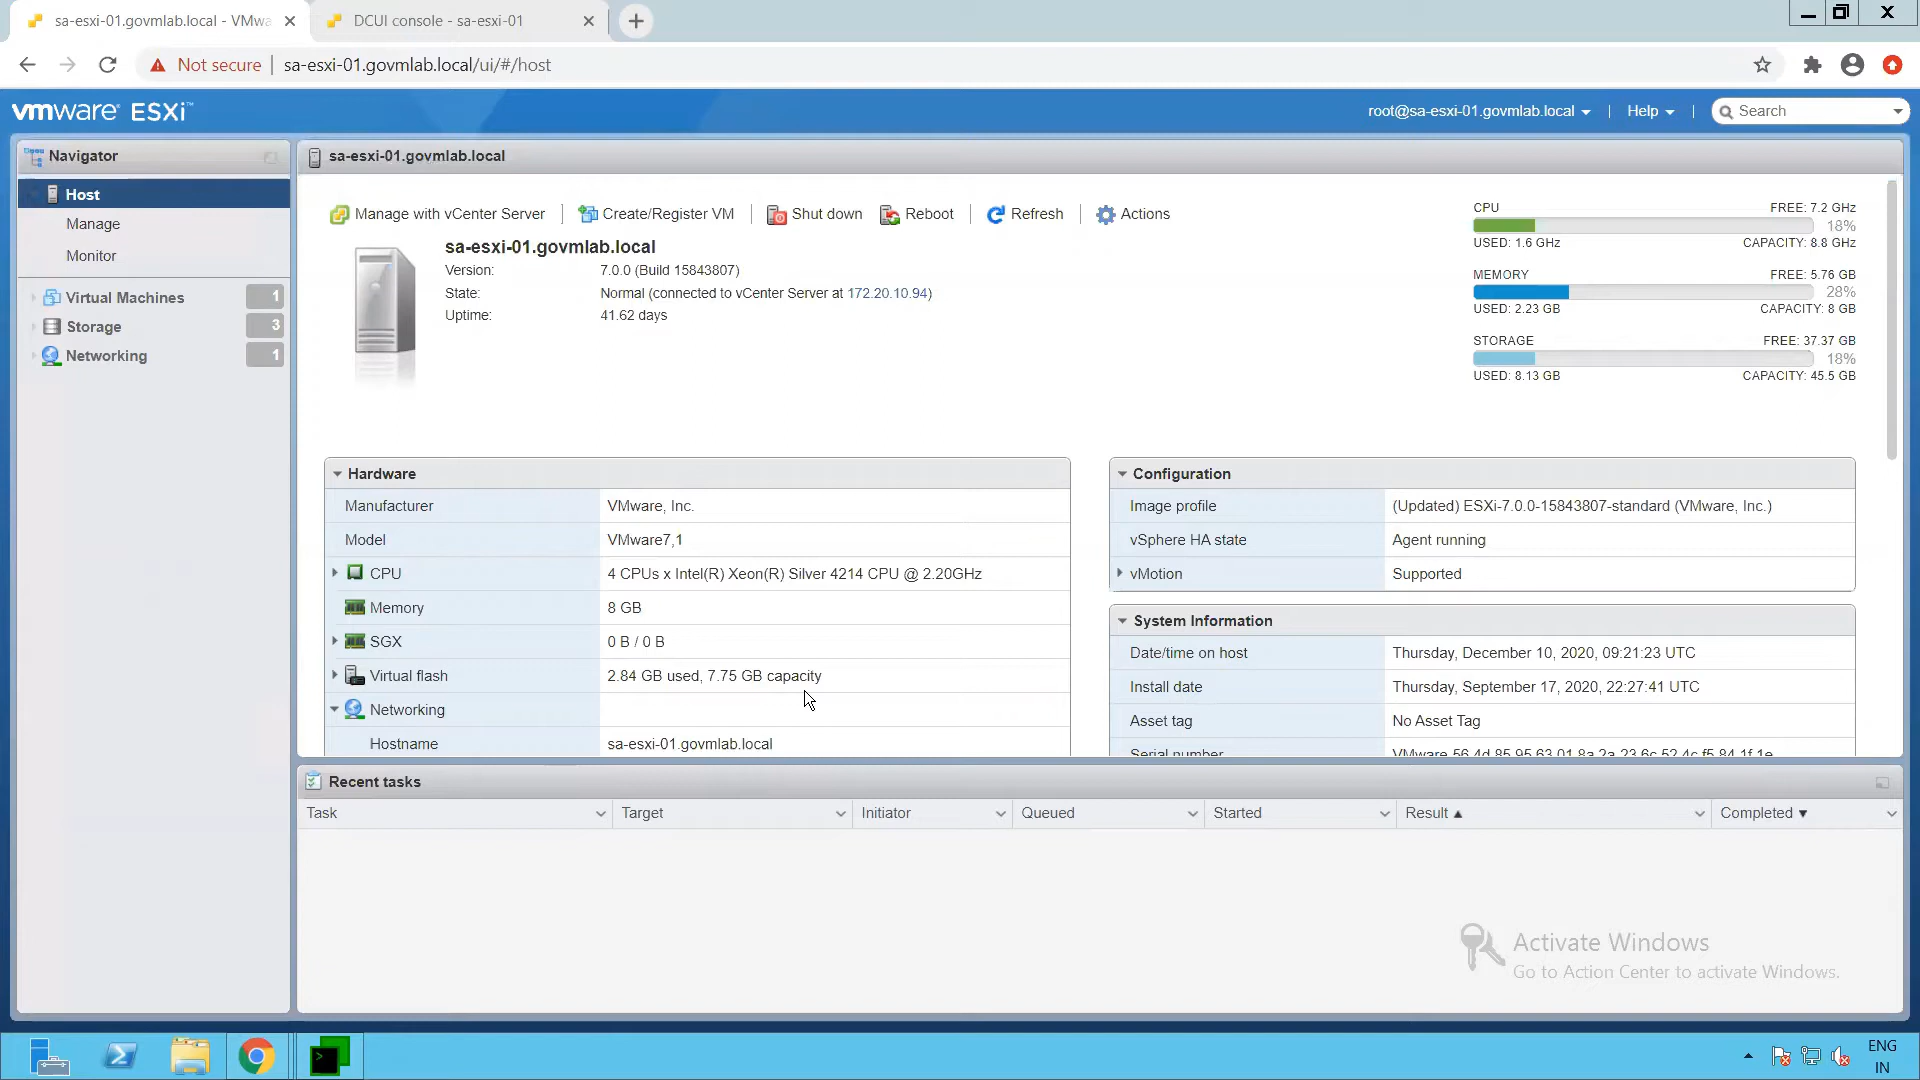 sa-esxi-01.govmlab.local - VMwa
DCUI console - sa-esxi-01
Not secure
sa-esxi-01.govmlab.local/ui/#/host
vmware ESXi™
root@sa-esxi-01.govmlab.local
Help
Search
Navigator
Host
Manage
Monitor
Virtual Machines 1
Storage 3
Networking 1
sa-esxi-01.govmlab.local
Manage with vCenter Server
Create/Register VM
Shut down
Reboot
Refresh
Actions
sa-esxi-01.govmlab.local
Version: 7.0.0 (Build 15843807)
State: Normal (connected to vCenter Server at 172.20.10.94)
Uptime: 41.62 days
CPU FREE: 7.2 GHz
18%
USED: 1.6 GHz CAPACITY: 8.8 GHz
MEMORY FREE: 5.76 GB
28%
USED: 2.23 GB CAPACITY: 8 GB
STORAGE FREE: 37.37 GB
18%
USED: 8.13 GB CAPACITY: 45.5 GB
Hardware
Manufacturer VMware, Inc.
Model VMware7,1
CPU 4 CPUs x Intel(R) Xeon(R) Silver 4214 CPU @ 2.20GHz
Memory 8 GB
SGX 0 B / 0 B
Virtual flash 2.84 GB used, 7.75 GB capacity
Networking
Hostname sa-esxi-01.govmlab.local
Configuration
Image profile (Updated) ESXi-7.0.0-15843807-standard (VMware, Inc.)
vSphere HA state Agent running
vMotion Supported
System Information
Date/time on host Thursday, December 10, 2020, 09:21:23 UTC
Install date Thursday, September 17, 2020, 22:27:41 UTC
Asset tag No Asset Tag
Serial number
Recent tasks
Task Target Initiator Queued Started Result Completed
Activate Windows
Go to Action Center to activate Windows.
ENG
IN